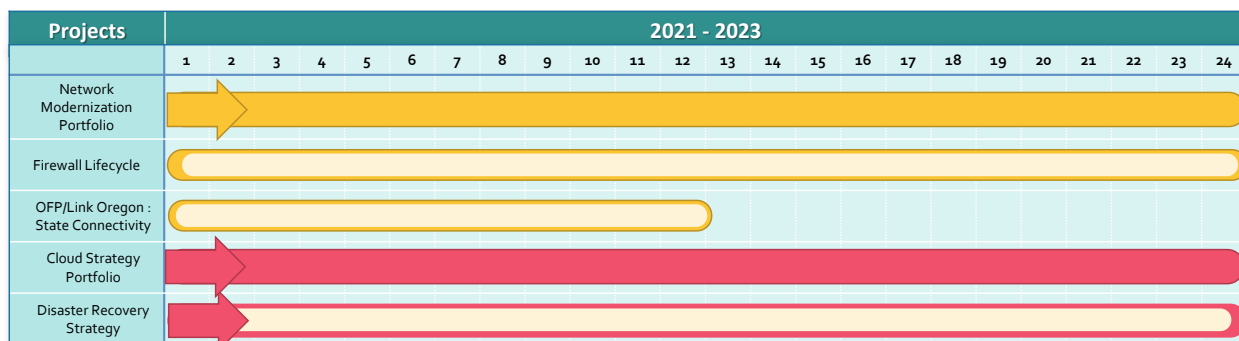 Projects 2021 - 2023
1 2 3 4 5 6 7 8 9 10 11 12 13 14 15 16 17 18 19 20 21 22 23 24
Network
Modernization
Portfolio
Firewall Lifecycle
OFP/Link Oregon :
State Connectivity
Cloud Strategy
Portfolio
Disaster Recovery
Strategy